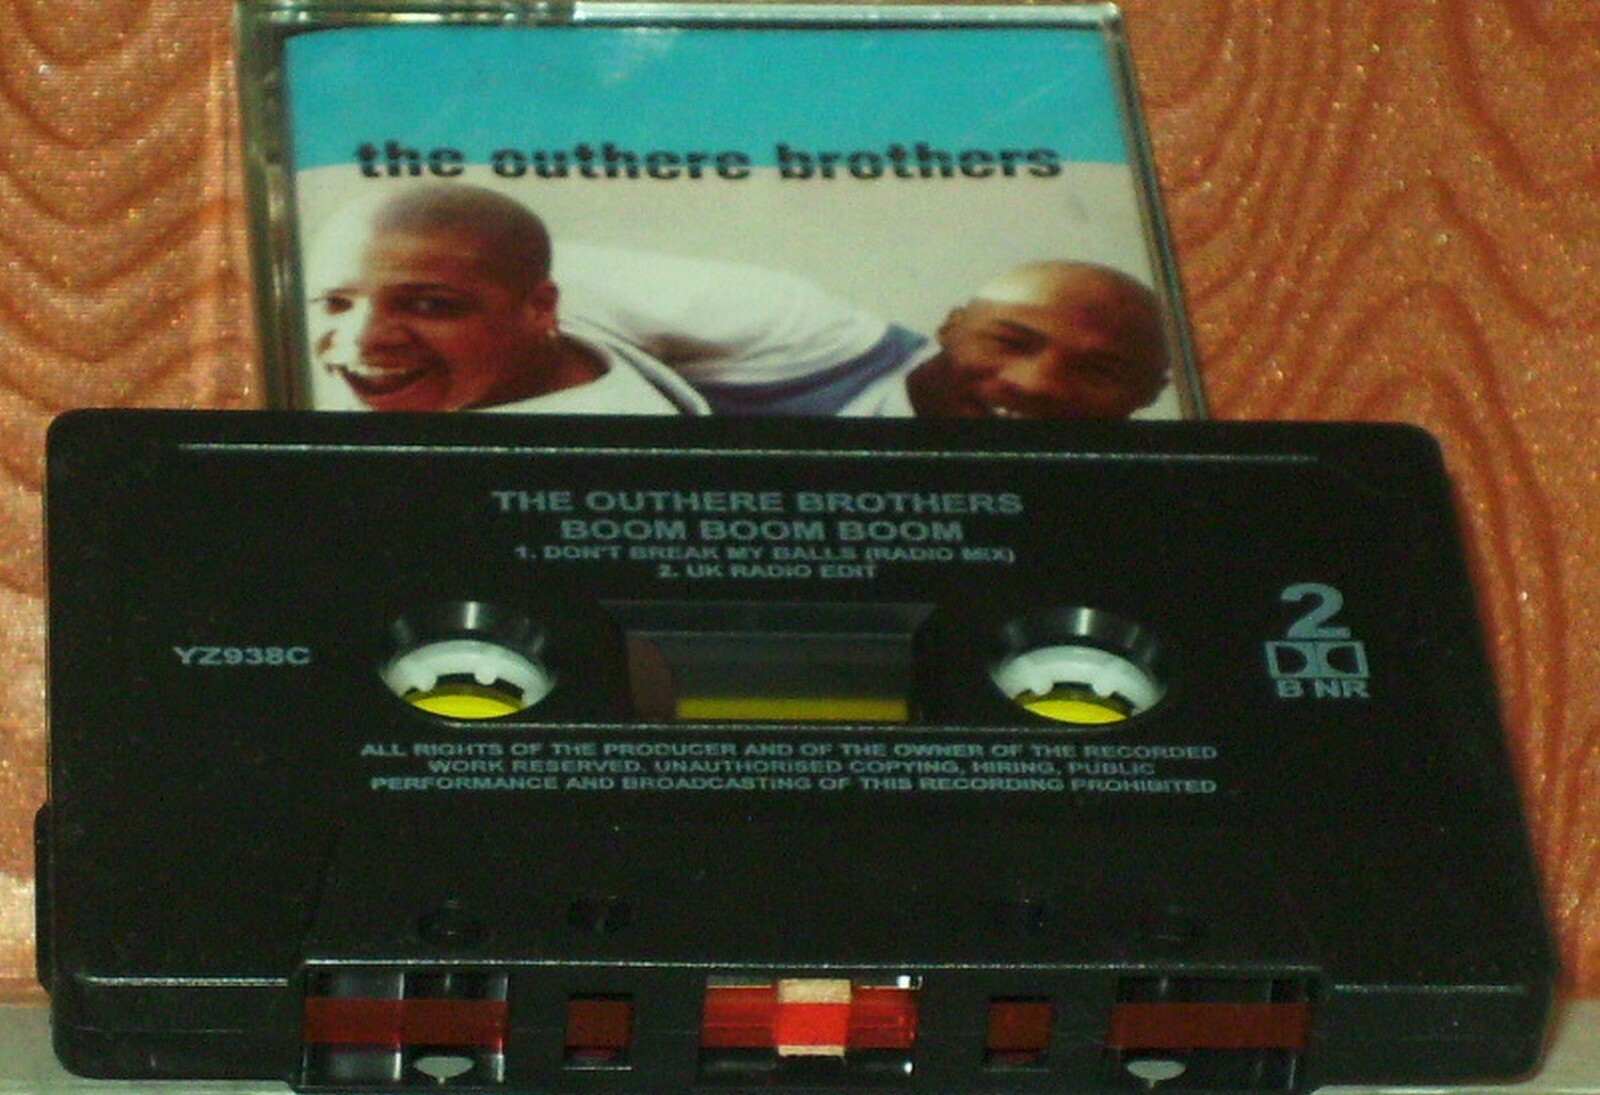 the outhere brothers
THE OUTHERE BROTHERS
BOOM BOOM BOOM
1. DON'T BREAK MY BALLS (RADIO MIX)
2. UK RADIO EDIT
YZ938C
2
B NR
ALL RIGHTS OF THE PRODUCER AND OF THE OWNER OF THE RECORDED
WORK RESERVED. UNAUTHORISED COPYING, HIRING, PUBLIC
PERFORMANCE AND BROADCASTING OF THIS RECORDING PROHIBITED